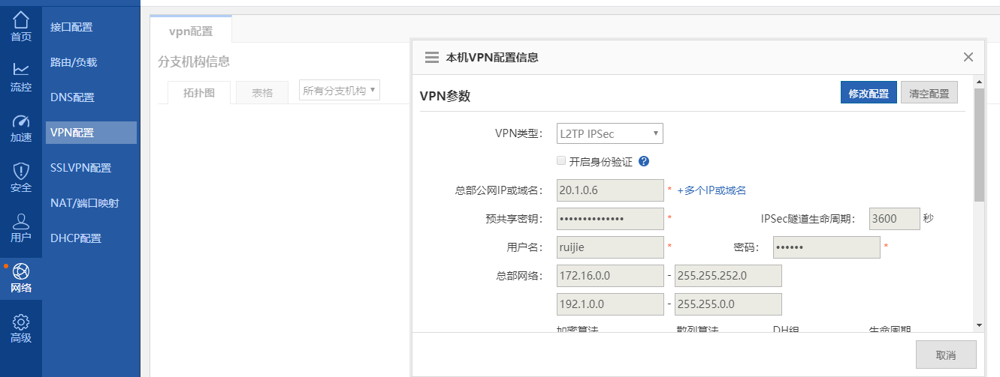 首页
流控
加速
安全
用户
网络
高级
接口配置
路由/负载
DNS配置
VPN配置
SSLVPN配置
NAT/端口映射
DHCP配置
vpn配置
分支机构信息
拓扑图 表格 所有分支机构
本机VPN配置信息
VPN参数 修改配置 清空配置
VPN类型： L2TP IPSec
开启身份验证
总部公网IP或域名： 20.1.0.6 * +多个IP或域名
预共享密钥： •••••••••••••• * IPSec隧道生命周期： 3600 秒
用户名： ruijie * 密码： •••••• *
总部网络： 172.16.0.0 - 255.255.252.0
192.1.0.0 - 255.255.0.0
加密算法 散列算法 DH组 生命周期
取消